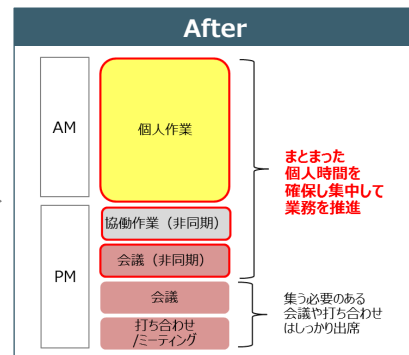 After
AM
個人作業
まとまった
個人時間を
確保し集中して
業務を推進
PM
協働作業（非同期）
会議（非同期）
会議
打ち合わせ
/ミーティング
集う必要のある
会議や打ち合わせ
はしっかり出席